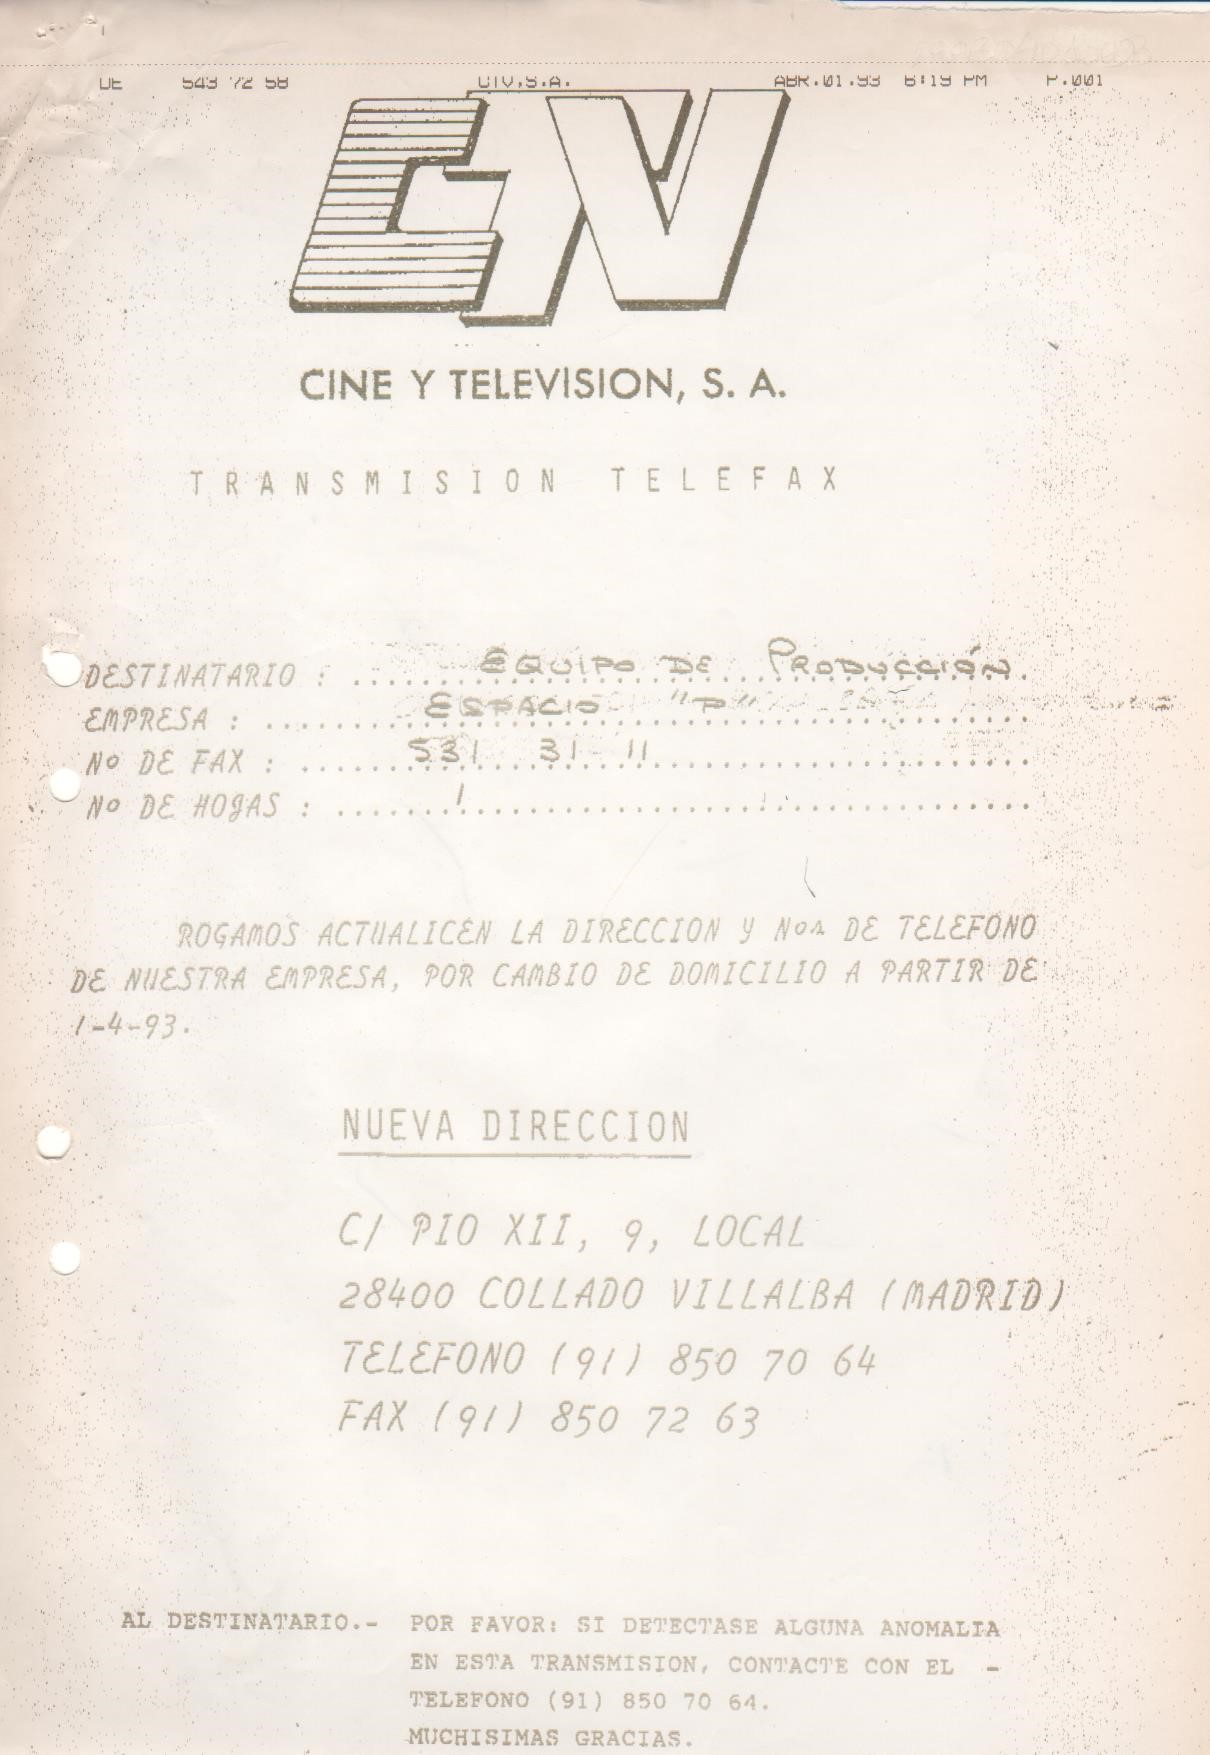 DE 543 72 58 CTV,S.A. ABR.01.93 6:19 PM P.001
CTV
CINE Y TELEVISION, S. A.
TRANSMISION TELEFAX
DESTINATARIO : EQUIPO DE PRODUCCIÓN
EMPRESA : ESPACIO "P"
Nº DE FAX : 531 31-11
Nº DE HOJAS : 1
ROGAMOS ACTUALICEN LA DIRECCION Y Nos DE TELEFONO
DE NUESTRA EMPRESA, POR CAMBIO DE DOMICILIO A PARTIR DE
1-4-93.
NUEVA DIRECCION
C/ PIO XII, 9, LOCAL
28400 COLLADO VILLALBA (MADRID)
TELEFONO (91) 850 70 64
FAX (91) 850 72 63
AL DESTINATARIO.- POR FAVOR: SI DETECTASE ALGUNA ANOMALIA
EN ESTA TRANSMISION, CONTACTE CON EL -
TELEFONO (91) 850 70 64.
MUCHISIMAS GRACIAS.